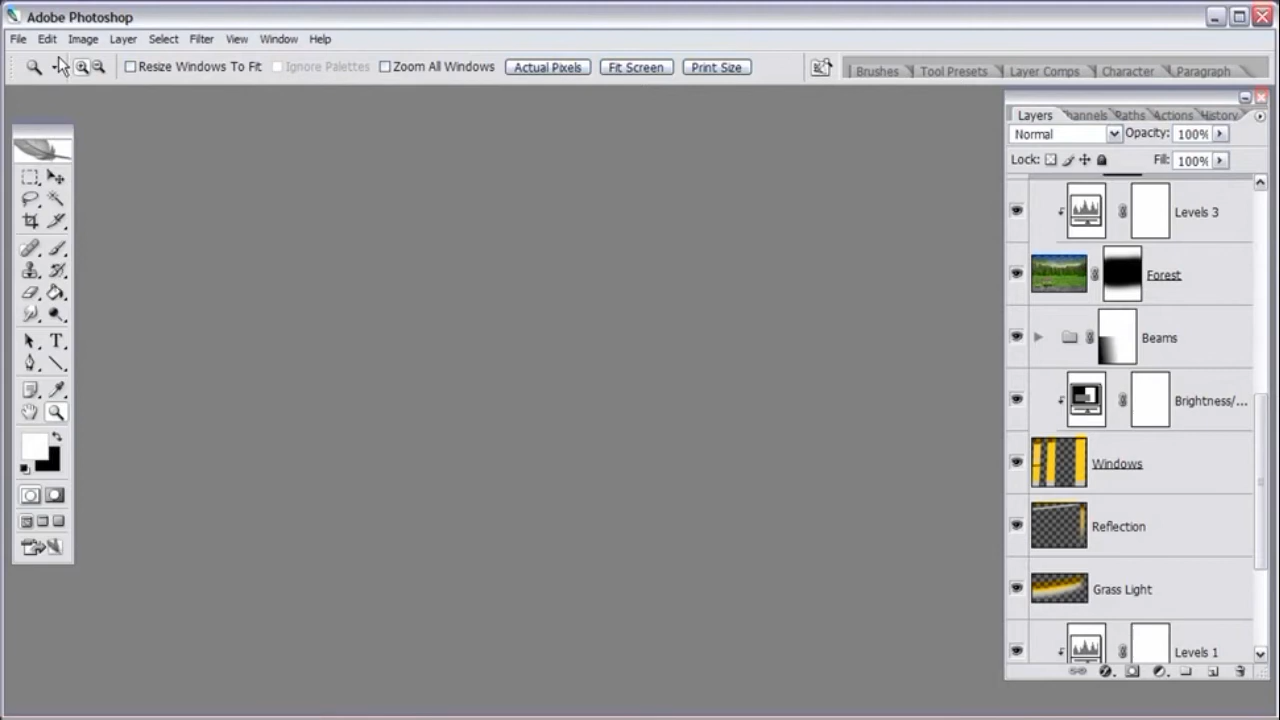 Adobe Photoshop
File Edit Image Layer Select Filter View Window Help
Resize Windows To Fit Ignore Palettes Zoom All Windows Actual Pixels Fit Screen Print Size Brushes Tool Presets Layer Comps Character Paragraph
Layers Channels Paths Actions History
Normal Opacity: 100%
Lock: Fill: 100%
Levels 3
Forest
Beams
Brightness/...
Windows
Reflection
Grass Light
Levels 1
T